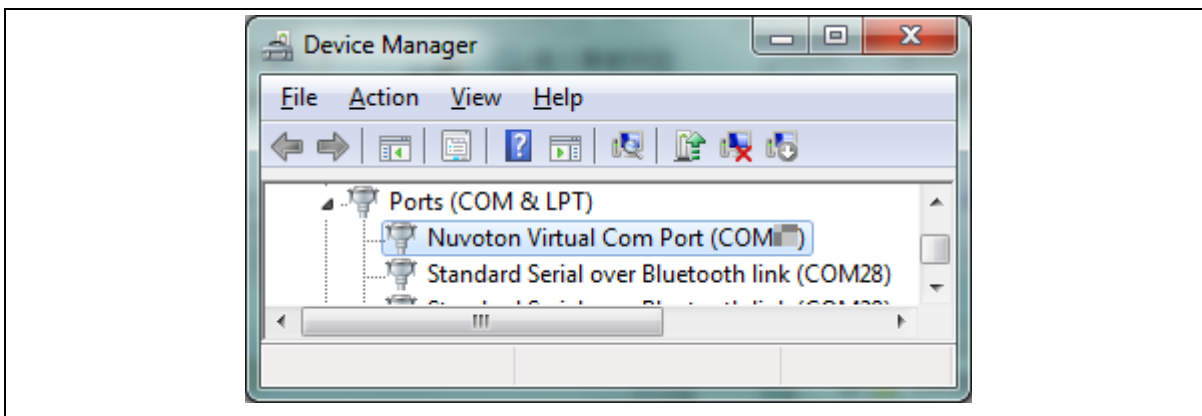 Device Manager
File Action View Help
Ports (COM & LPT)
Nuvoton Virtual Com Port (COM )
Standard Serial over Bluetooth link (COM28)